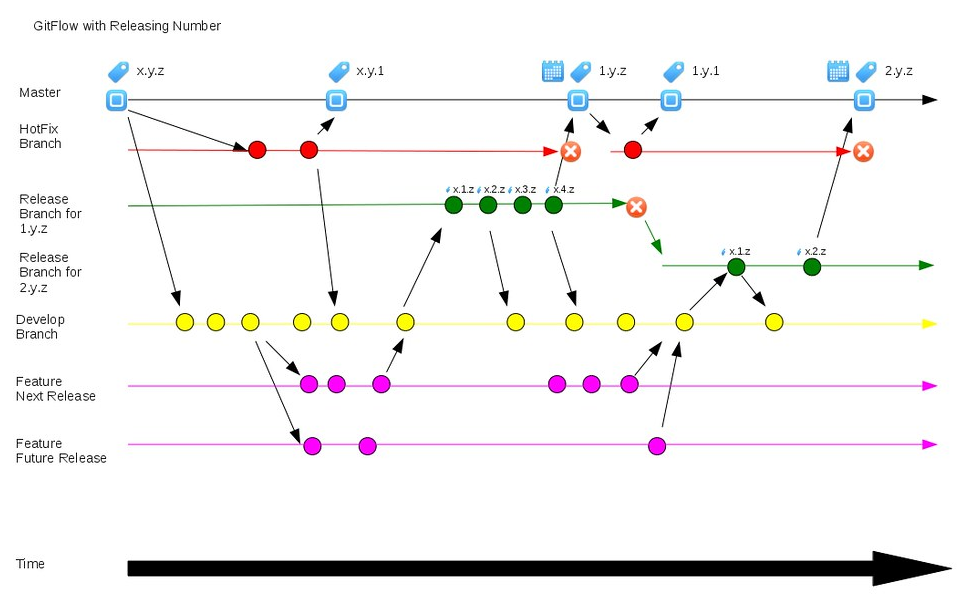 GitFlow with Releasing Number
x.y.z
x.y.1
1.y.z
1.y.1
2.y.z
Master
HotFix
Branch
Release
Branch for
1.y.z
x.1.z
x.2.z
x.3.z
x.4.z
Release
Branch for
2.y.z
x.1.z
x.2.z
Develop
Branch
Feature
Next Release
Feature
Future Release
Time